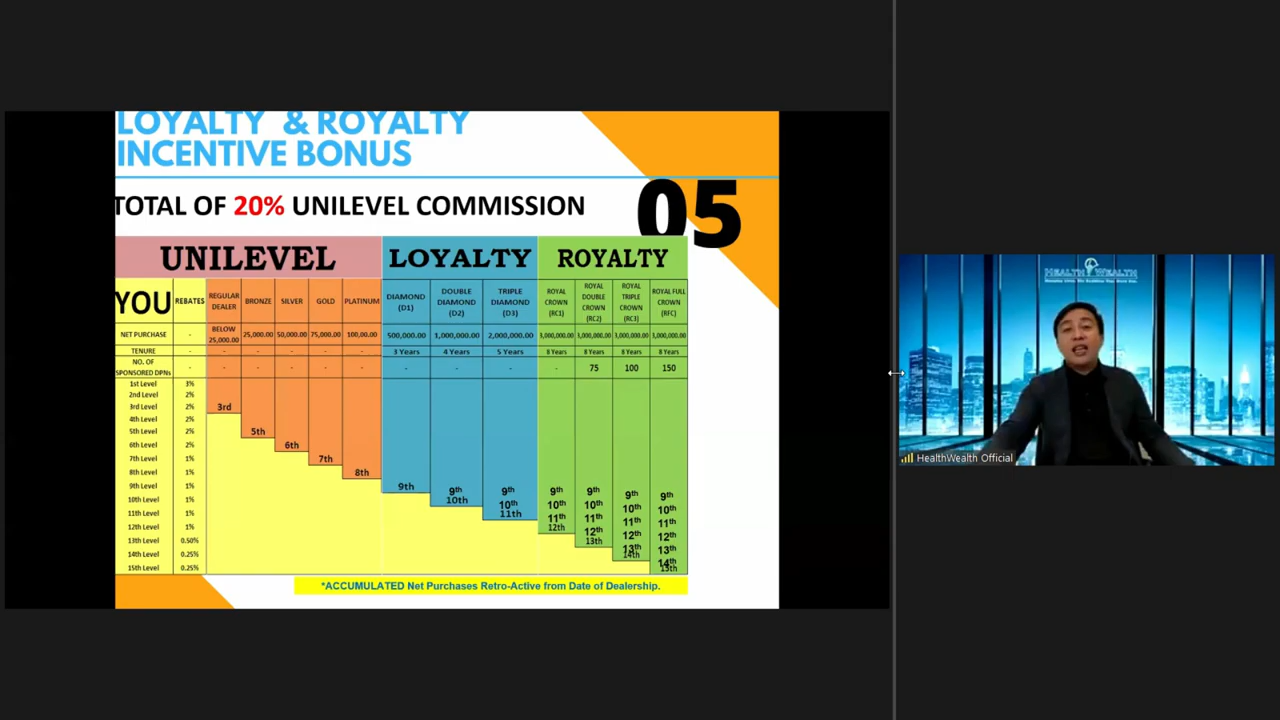 LOYALTY & ROYALTY
INCENTIVE BONUS
TOTAL OF 20% UNILEVEL COMMISSION
05
UNILEVEL LOYALTY ROYALTY
YOU REBATES REGULAR DEALER BRONZE SILVER GOLD PLATINUM DIAMOND (D1) DOUBLE DIAMOND (D2) TRIPLE DIAMOND (D3) ROYAL CROWN (RC1) ROYAL DOUBLE CROWN (RC2) ROYAL TRIPLE CROWN (RC3) ROYAL FULL CROWN (RFC)
NET PURCHASE - BELOW 25,000.00 25,000.00 50,000.00 75,000.00 100,00.00 500,000.00 1,000,000.00 2,000,000.00 ,000,000.00 ,000,000.00 ,000,000.00 ,000,000.00
TENURE - - - - - - 3 Years 4 Years 5 Years 8 Years 8 Years 8 Years 8 Years
NO. OF SPONSORED DPNs - - - - - - - - - - 75 100 150
1st Level 3%
2nd Level 2%
3rd Level 2% 3rd
4th Level 2%
5th Level 2% 5th
6th Level 2% 6th
7th Level 1% 7th
8th Level 1% 8th
9th Level 1% 9th 9th 9th 9th 9th 9th 9th
10th Level 1% 10th 10th 10th 10th 10th 10th
11th Level 1% 11th 11th 11th 11th 11th
12th Level 1% 12th 12th 12th 12th
13th Level 0.50% 13th 13th 13th
14th Level 0.25% 14th 14th
15th Level 0.25% 15th
*ACCUMULATED Net Purchases Retro-Active from Date of Dealership.
HEALTH WEALTH
HealthWealth Official